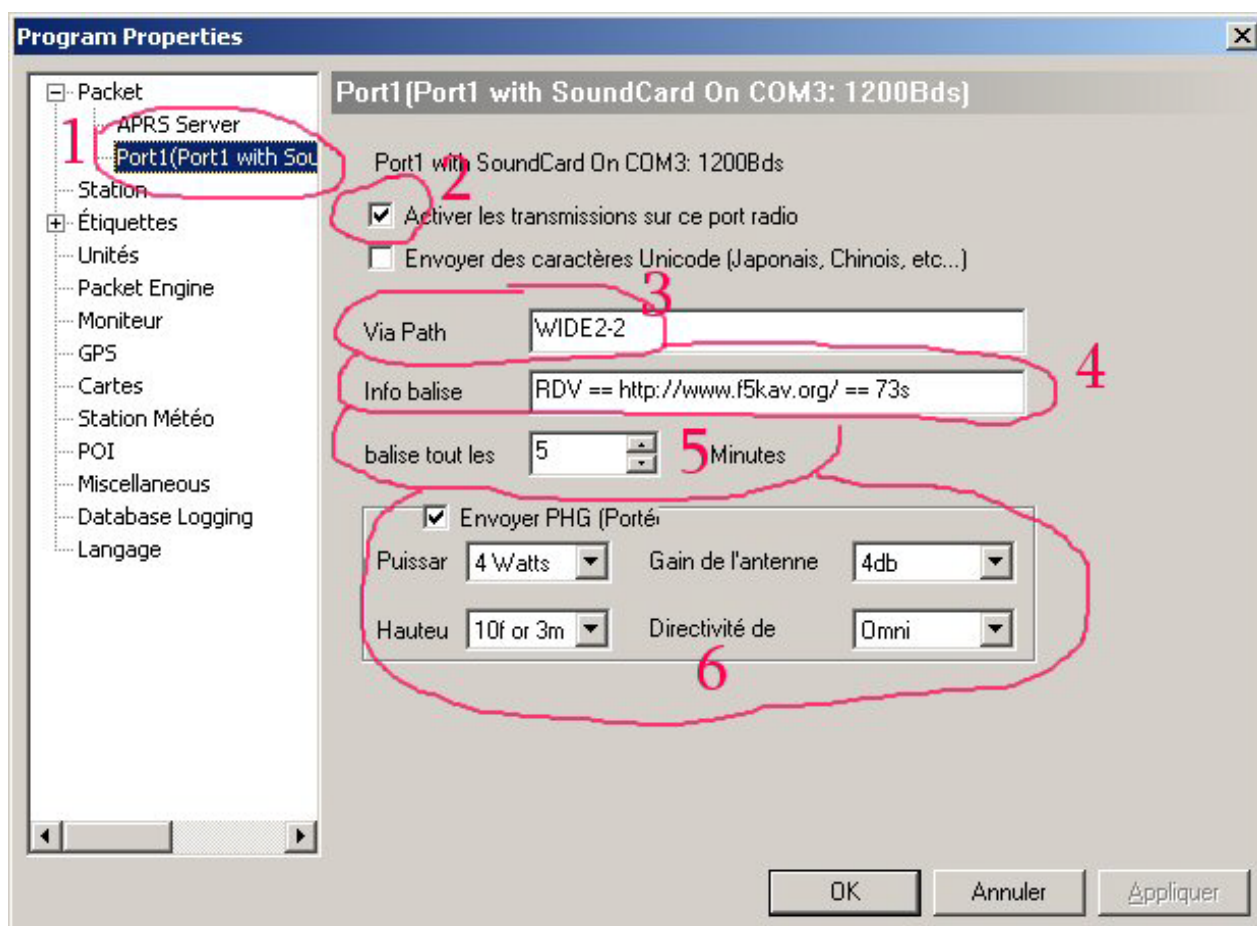 Program Properties
Packet
APRS Server
Port1(Port1 with Sou
Station
Étiquettes
Unités
Packet Engine
Moniteur
GPS
Cartes
Station Météo
POI
Miscellaneous
Database Logging
Langage
1
Port1(Port1 with SoundCard On COM3: 1200Bds)
Port1 with SoundCard On COM3: 1200Bds
2
Activer les transmissions sur ce port radio
Envoyer des caractères Unicode (Japonais, Chinois, etc...)
3
Via Path WIDE2-2
4
Info balise RDV == http://www.f5kav.org/ == 73s
balise tout les 5 5 Minutes
Envoyer PHG (Porté
Puissar 4 Watts Gain de l'antenne 4db
Hauteu 10f or 3m Directivité de Omni
6
OK Annuler Appliquer